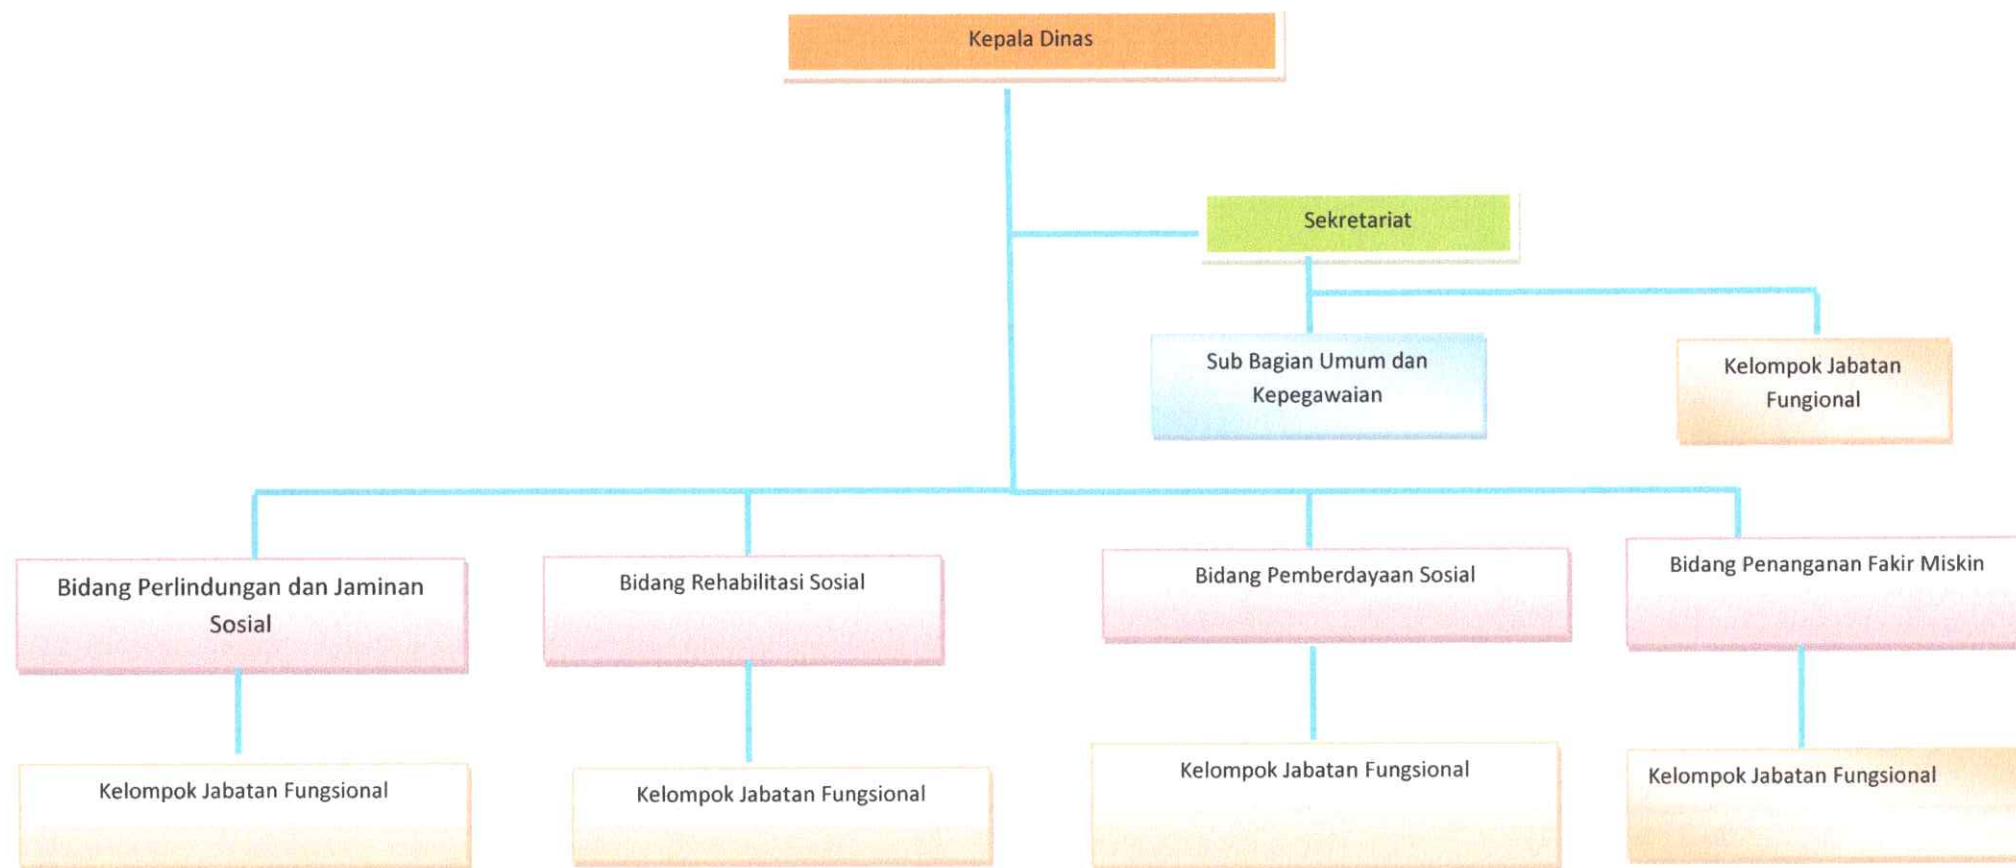 Kepala Dinas
Sekretariat
Sub Bagian Umum dan
Kepegawaian
Kelompok Jabatan
Fungional
Bidang Perlindungan dan Jaminan
Sosial
Bidang Rehabilitasi Sosial
Bidang Pemberdayaan Sosial
Bidang Penanganan Fakir Miskin
Kelompok Jabatan Fungsional
Kelompok Jabatan Fungsional
Kelompok Jabatan Fungsional
Kelompok Jabatan Fungsional